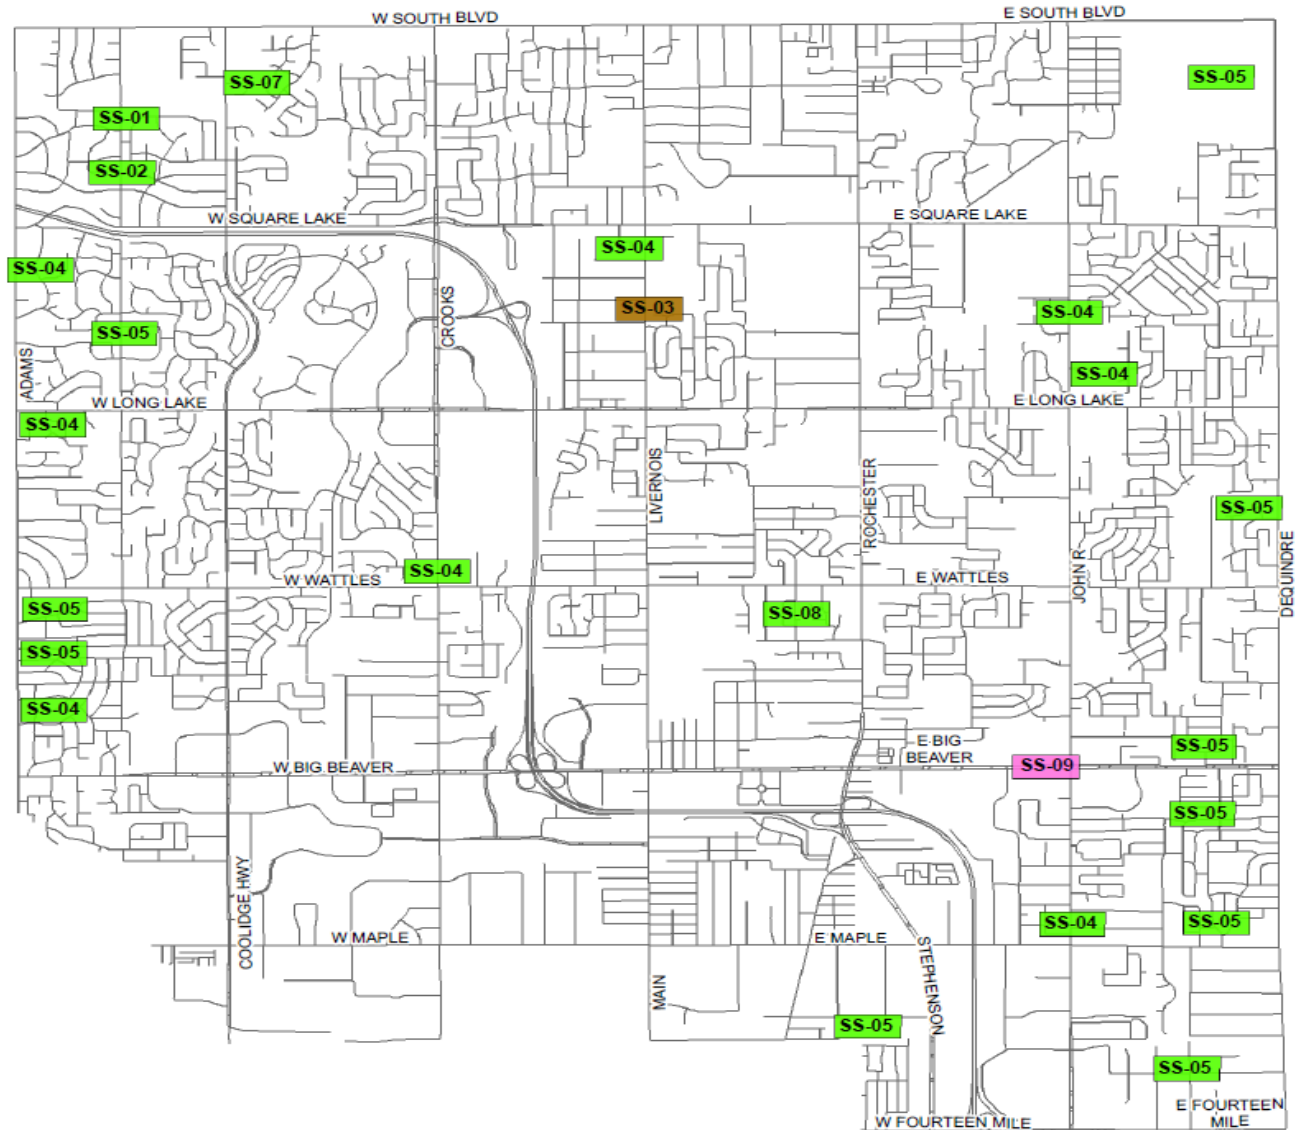 W SOUTH BLVD
E SOUTH BLVD
SS-07
SS-05
SS-01
SS-02
W SQUARE LAKE
E SQUARE LAKE
SS-04
SS-04
SS-03
SS-04
SS-05
CROOKS
ADAMS
SS-04
W LONG LAKE
E LONG LAKE
SS-04
LIVERNOIS
ROCHESTER
SS-05
JOHN R
DEQUINDRE
SS-04
W WATTLES
E WATTLES
SS-05
SS-08
SS-05
SS-04
E BIG
BEAVER
SS-05
W BIG BEAVER
SS-09
SS-05
COOLIDGE HWY
SS-04
SS-05
W MAPLE
E MAPLE
STEPHENSON
MAIN
SS-05
SS-05
W FOURTEEN MILE
E FOURTEEN
MILE